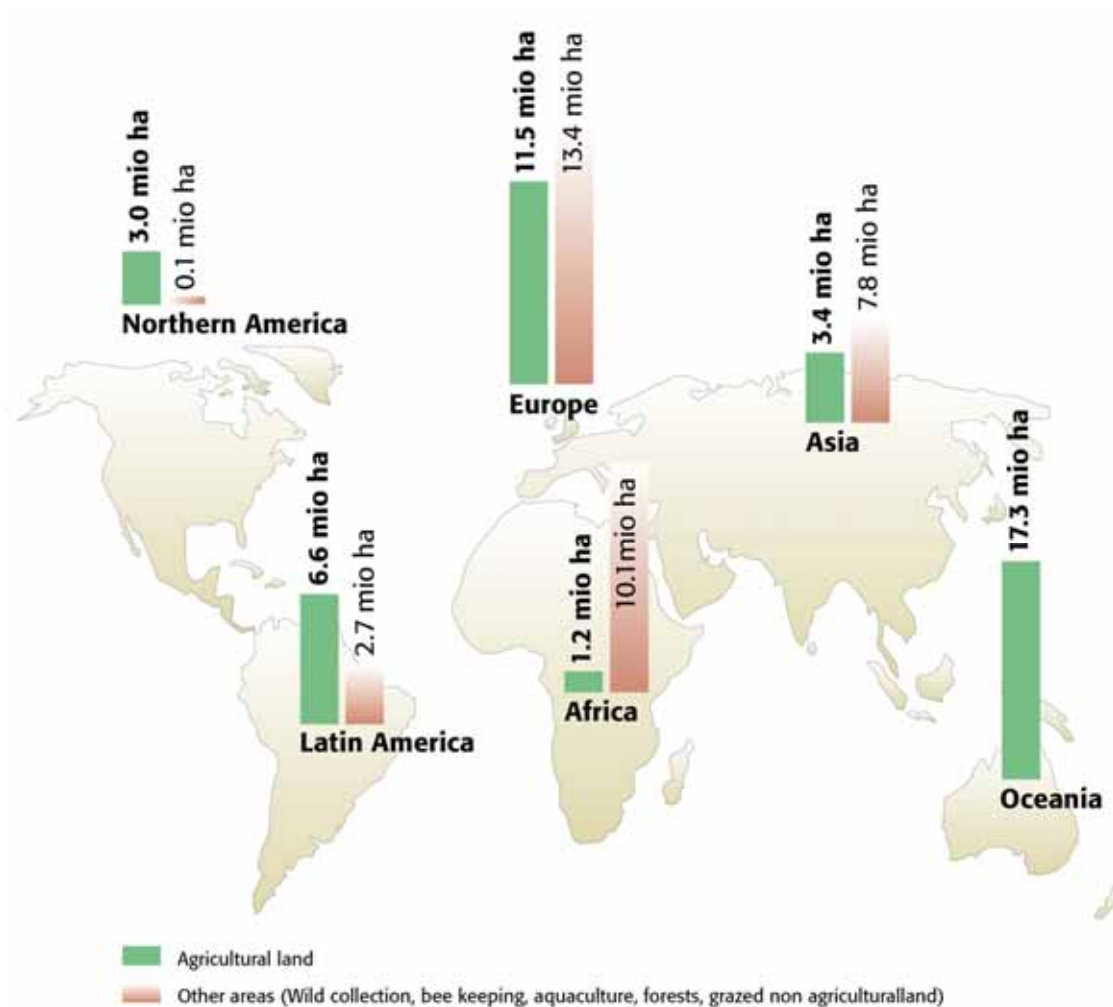 3.0 mio ha
0.1 mio ha
Northern America
11.5 mio ha
13.4 mio ha
Europe
3.4 mio ha
7.8 mio ha
Asia
6.6 mio ha
2.7 mio ha
Latin America
1.2 mio ha
10.1 mio ha
Africa
17.3 mio ha
Oceania
Agricultural land
Other areas (Wild collection, bee keeping, aquaculture, forests, grazed non agriculturalland)